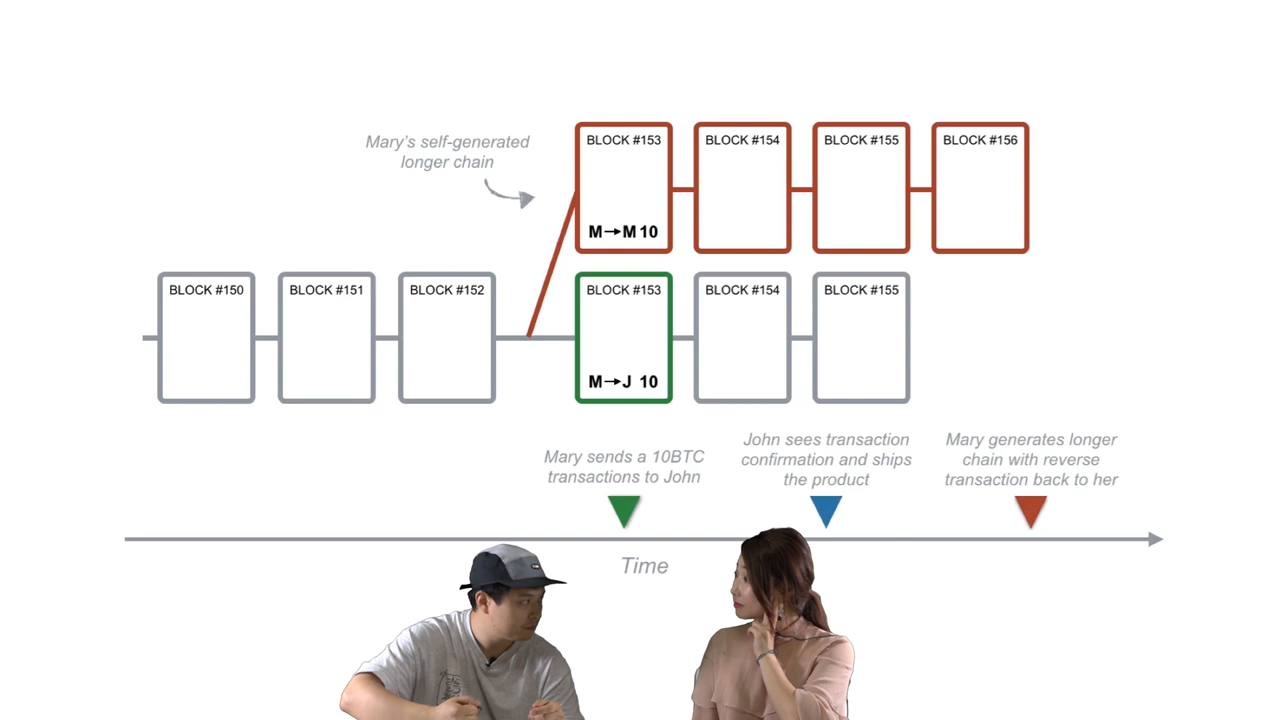 Mary's self-generated
longer chain
BLOCK #153
BLOCK #154
BLOCK #155
BLOCK #156
M→M 10
BLOCK #150
BLOCK #151
BLOCK #152
BLOCK #153
BLOCK #154
BLOCK #155
M→J 10
Mary sends a 10BTC
transactions to John
John sees transaction
confirmation and ships
the product
Mary generates longer
chain with reverse
transaction back to her
Time